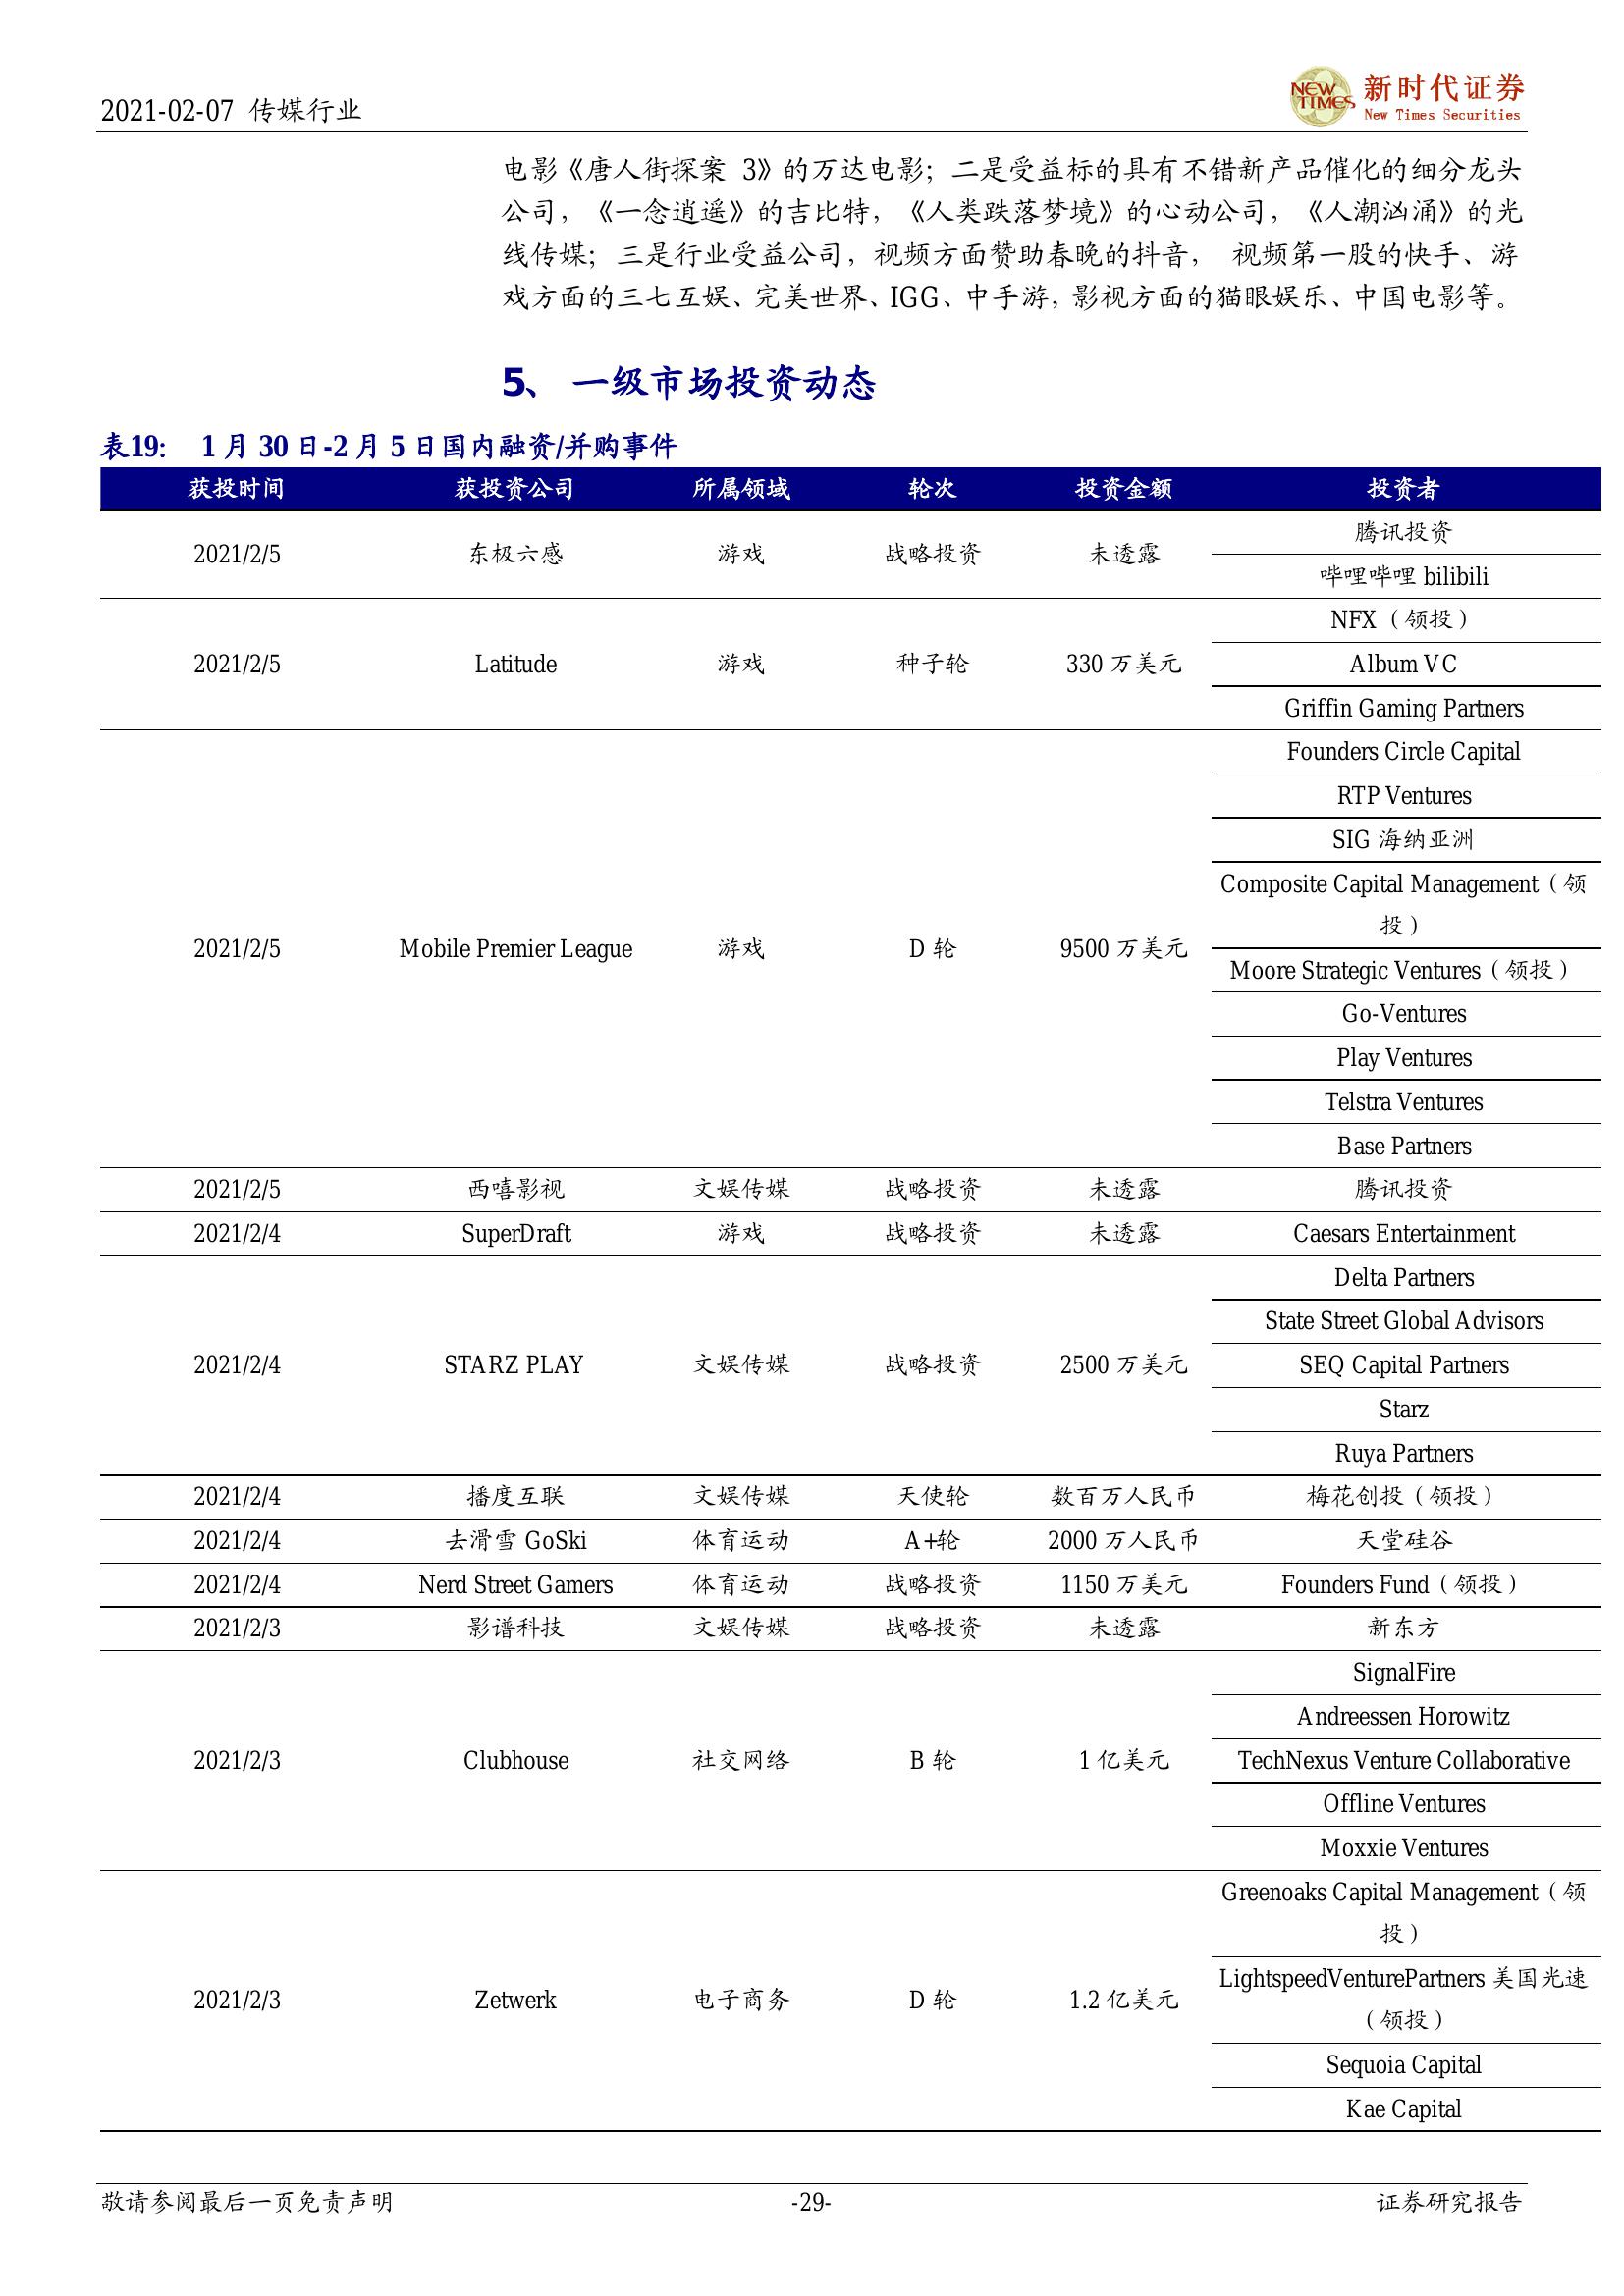 2021-02-07 传媒行业
NEW TIMES
新时代证券
New Times Securities
电影《唐人街探案 3》的万达电影；二是受益标的具有不错新产品催化的细分龙头
公司，《一念逍遥》的吉比特，《人类跌落梦境》的心动公司，《人潮汹涌》的光
线传媒；三是行业受益公司，视频方面赞助春晚的抖音， 视频第一股的快手、游
戏方面的三七互娱、完美世界、IGG、中手游，影视方面的猫眼娱乐、中国电影等。
5、 一级市场投资动态
表19： 1 月 30 日-2 月 5 日国内融资/并购事件
获投时间 获投资公司 所属领域 轮次 投资金额 投资者
2021/2/5 东极六感 游戏 战略投资 未透露 腾讯投资
哔哩哔哩 bilibili
2021/2/5 Latitude 游戏 种子轮 330 万美元 NFX（领投）
Album VC
Griffin Gaming Partners
2021/2/5 Mobile Premier League 游戏 D 轮 9500 万美元 Founders Circle Capital
RTP Ventures
SIG 海纳亚洲
Composite Capital Management（领
投）
Moore Strategic Ventures（领投）
Go-Ventures
Play Ventures
Telstra Ventures
Base Partners
2021/2/5 西嘻影视 文娱传媒 战略投资 未透露 腾讯投资
2021/2/4 SuperDraft 游戏 战略投资 未透露 Caesars Entertainment
2021/2/4 STARZ PLAY 文娱传媒 战略投资 2500 万美元 Delta Partners
State Street Global Advisors
SEQ Capital Partners
Starz
Ruya Partners
2021/2/4 播度互联 文娱传媒 天使轮 数百万人民币 梅花创投（领投）
2021/2/4 去滑雪 GoSki 体育运动 A+轮 2000 万人民币 天堂硅谷
2021/2/4 Nerd Street Gamers 体育运动 战略投资 1150 万美元 Founders Fund（领投）
2021/2/3 影谱科技 文娱传媒 战略投资 未透露 新东方
2021/2/3 Clubhouse 社交网络 B 轮 1 亿美元 SignalFire
Andreessen Horowitz
TechNexus Venture Collaborative
Offline Ventures
Moxxie Ventures
2021/2/3 Zetwerk 电子商务 D 轮 1.2 亿美元 Greenoaks Capital Management（领
投）
LightspeedVenturePartners 美国光速
（领投）
Sequoia Capital
Kae Capital
敬请参阅最后一页免责声明 -29- 证券研究报告